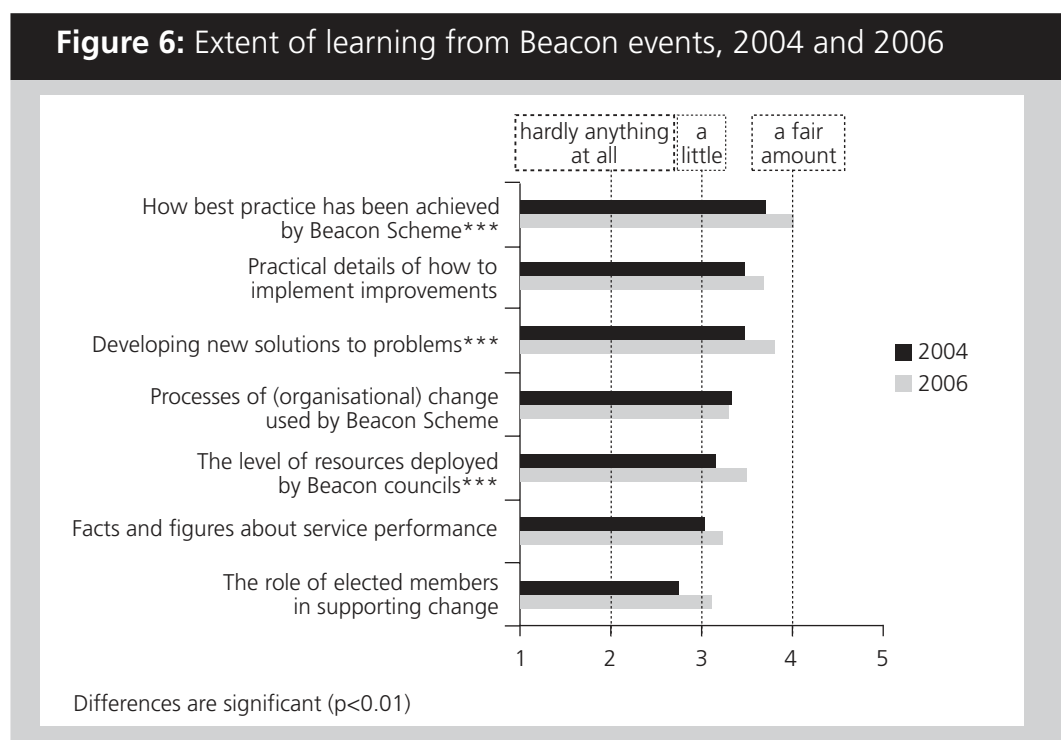 Figure 6: Extent of learning from Beacon events, 2004 and 2006
hardly anything
at all
a
little
a fair
amount
How best practice has been achieved
by Beacon Scheme***
Practical details of how to
implement improvements
Developing new solutions to problems***
Processes of (organisational) change
used by Beacon Scheme
The level of resources deployed
by Beacon councils***
Facts and figures about service performance
The role of elected members
in supporting change
2004
2006
1 2 3 4 5
Differences are significant (p<0.01)